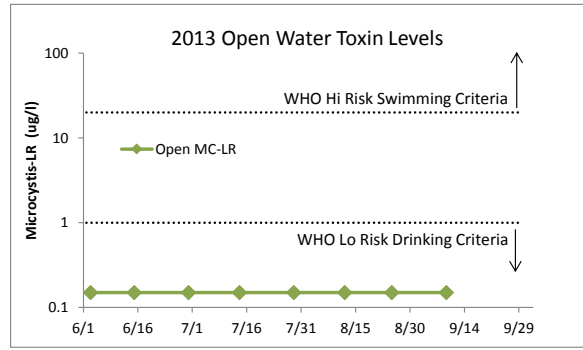 2013 Open Water Toxin Levels
100
WHO Hi Risk Swimming Criteria
10
Open MC-LR
Microcystis-LR (ug/l)
1
WHO Lo Risk Drinking Criteria
0.1
6/1 6/16 7/1 7/16 7/31 8/15 8/30 9/14 9/29